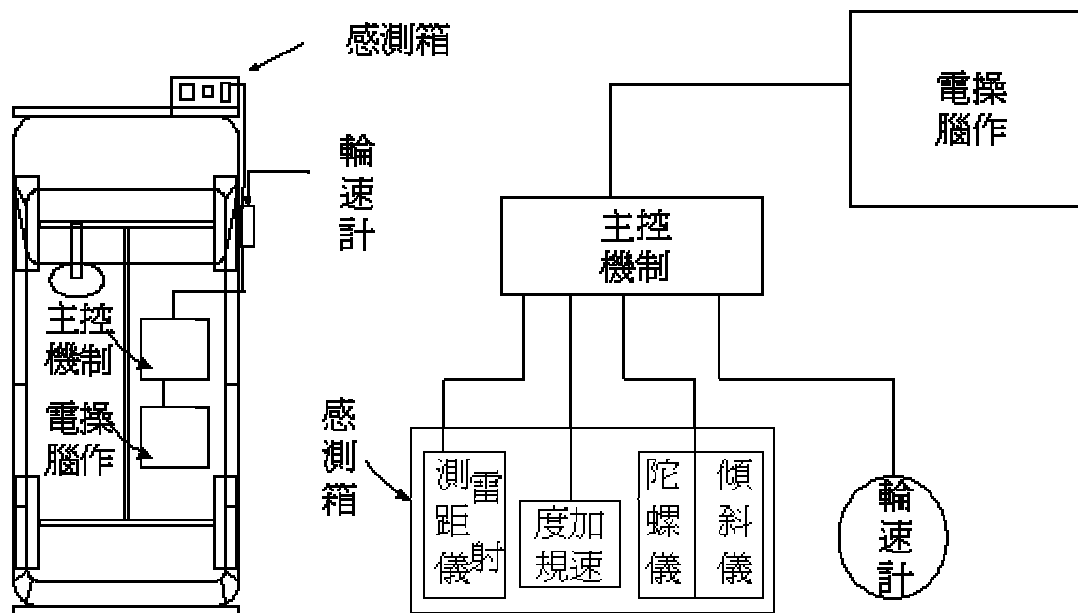 感測箱
輪速計
控制
主機
操作
電腦
操作
電腦
控制
主機
感測箱
雷射
測距儀
加速
度規
傾斜儀
陀螺儀
輪速計